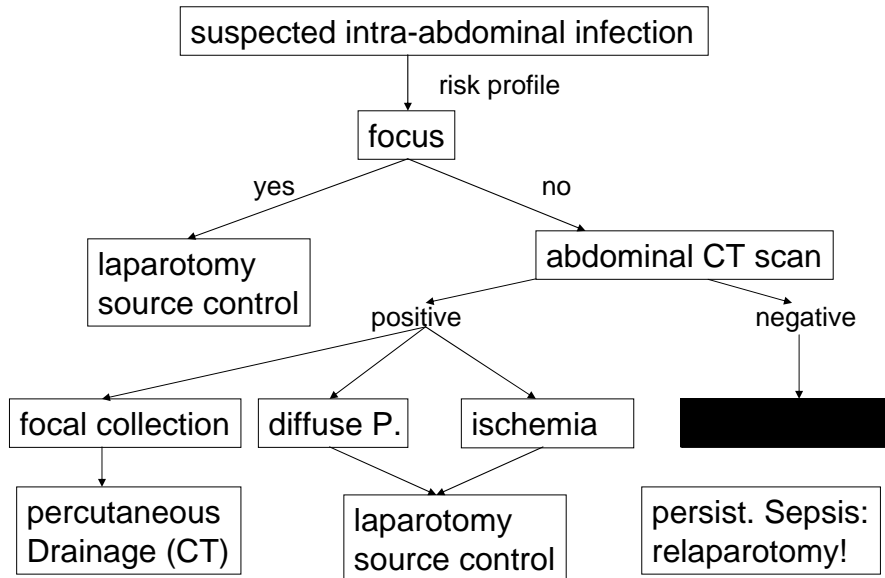 suspected intra-abdominal infection
risk profile
focus
yes
no
laparotomy
source control
abdominal CT scan
positive
negative
focal collection
diffuse P.
ischemia
percutaneous
Drainage (CT)
laparotomy
source control
persist. Sepsis:
relaparotomy!